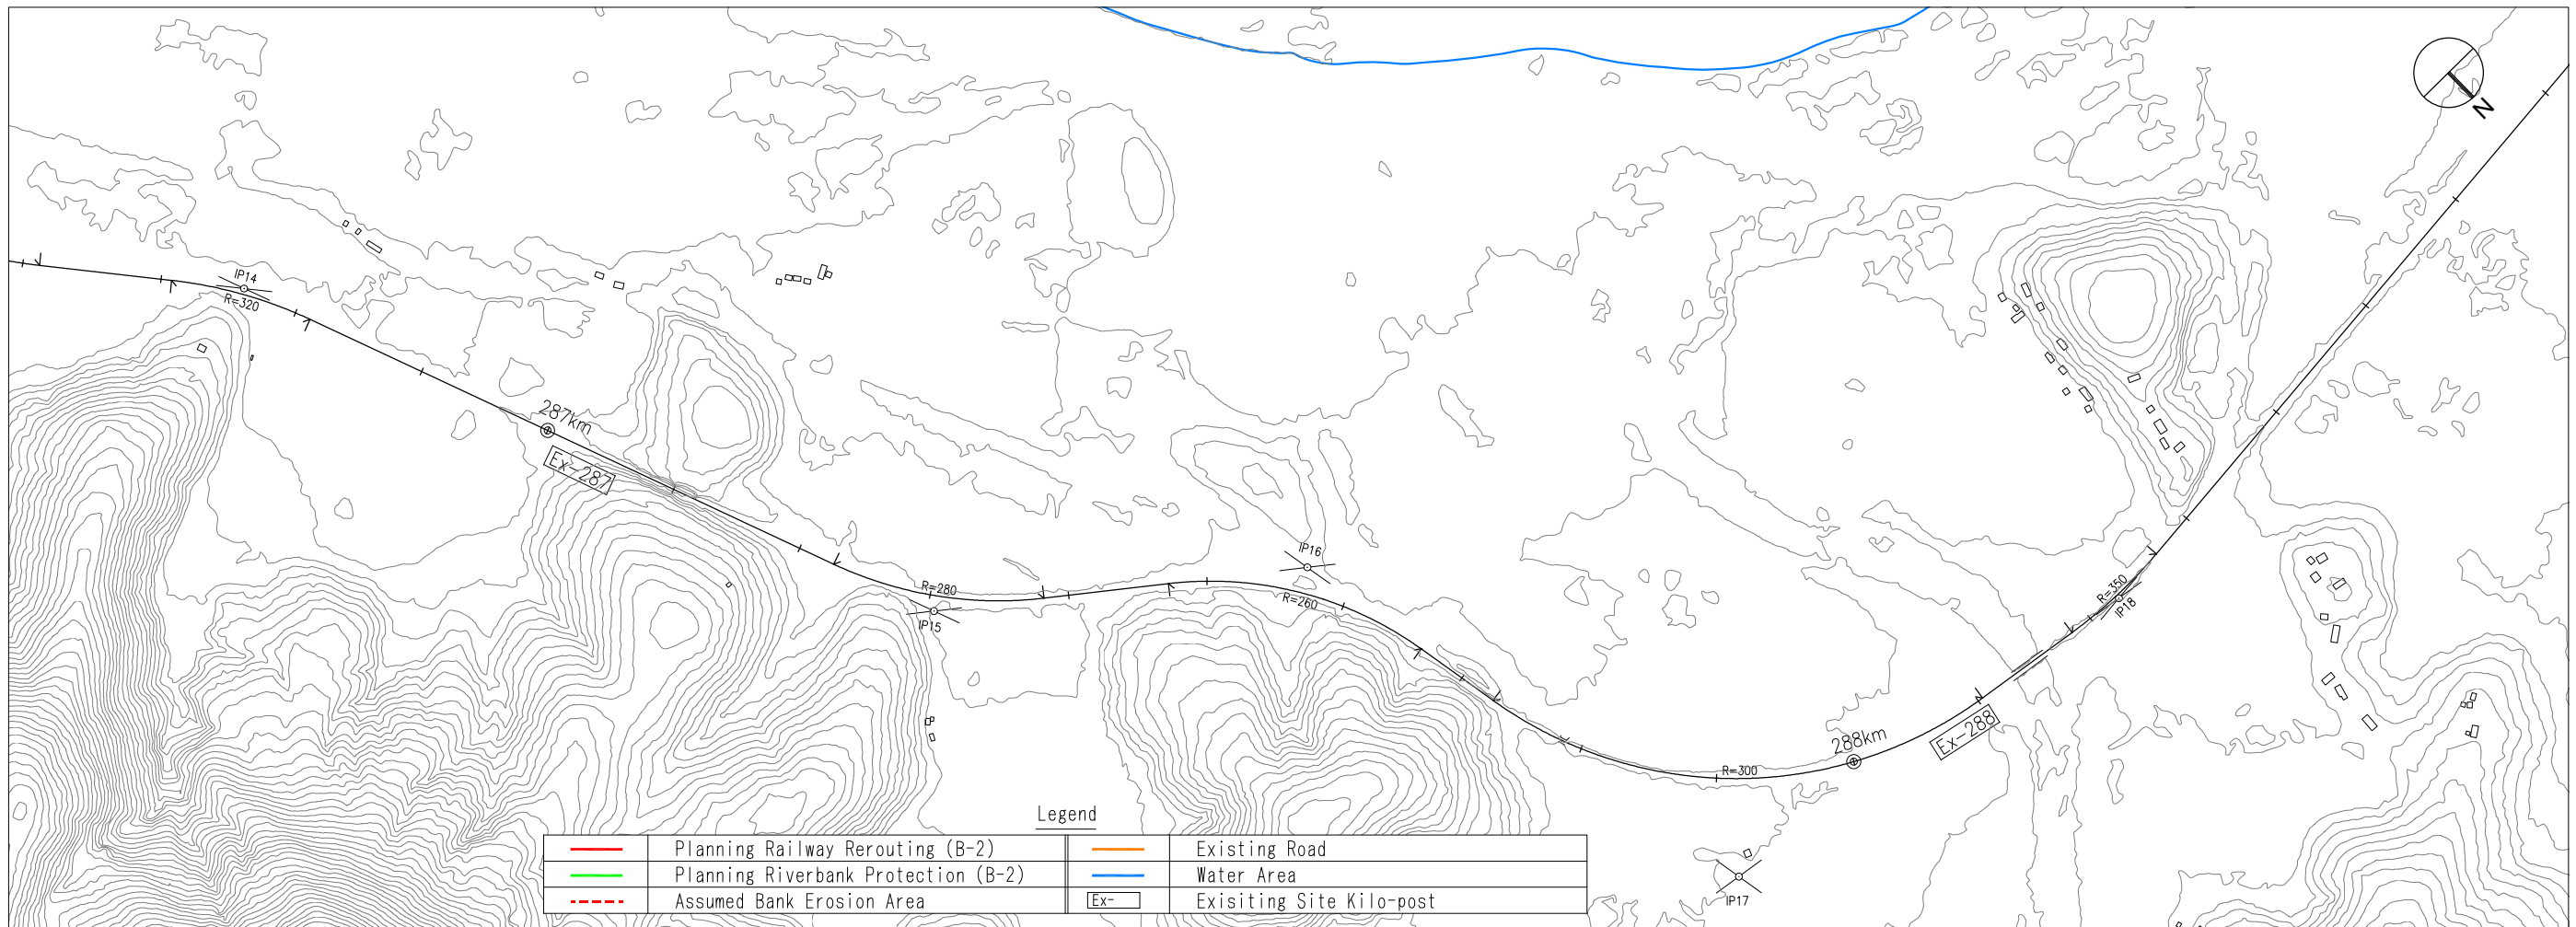 N
IP14
R=320
287km
Ex-287
R=280
IP15
IP16
R=260
R=350
IP18
288km
Ex-288
R=300
IP17
Legend
Planning Railway Rerouting (B-2)
Existing Road
Planning Riverbank Protection (B-2)
Water Area
Assumed Bank Erosion Area
Ex-
Exisiting Site Kilo-post